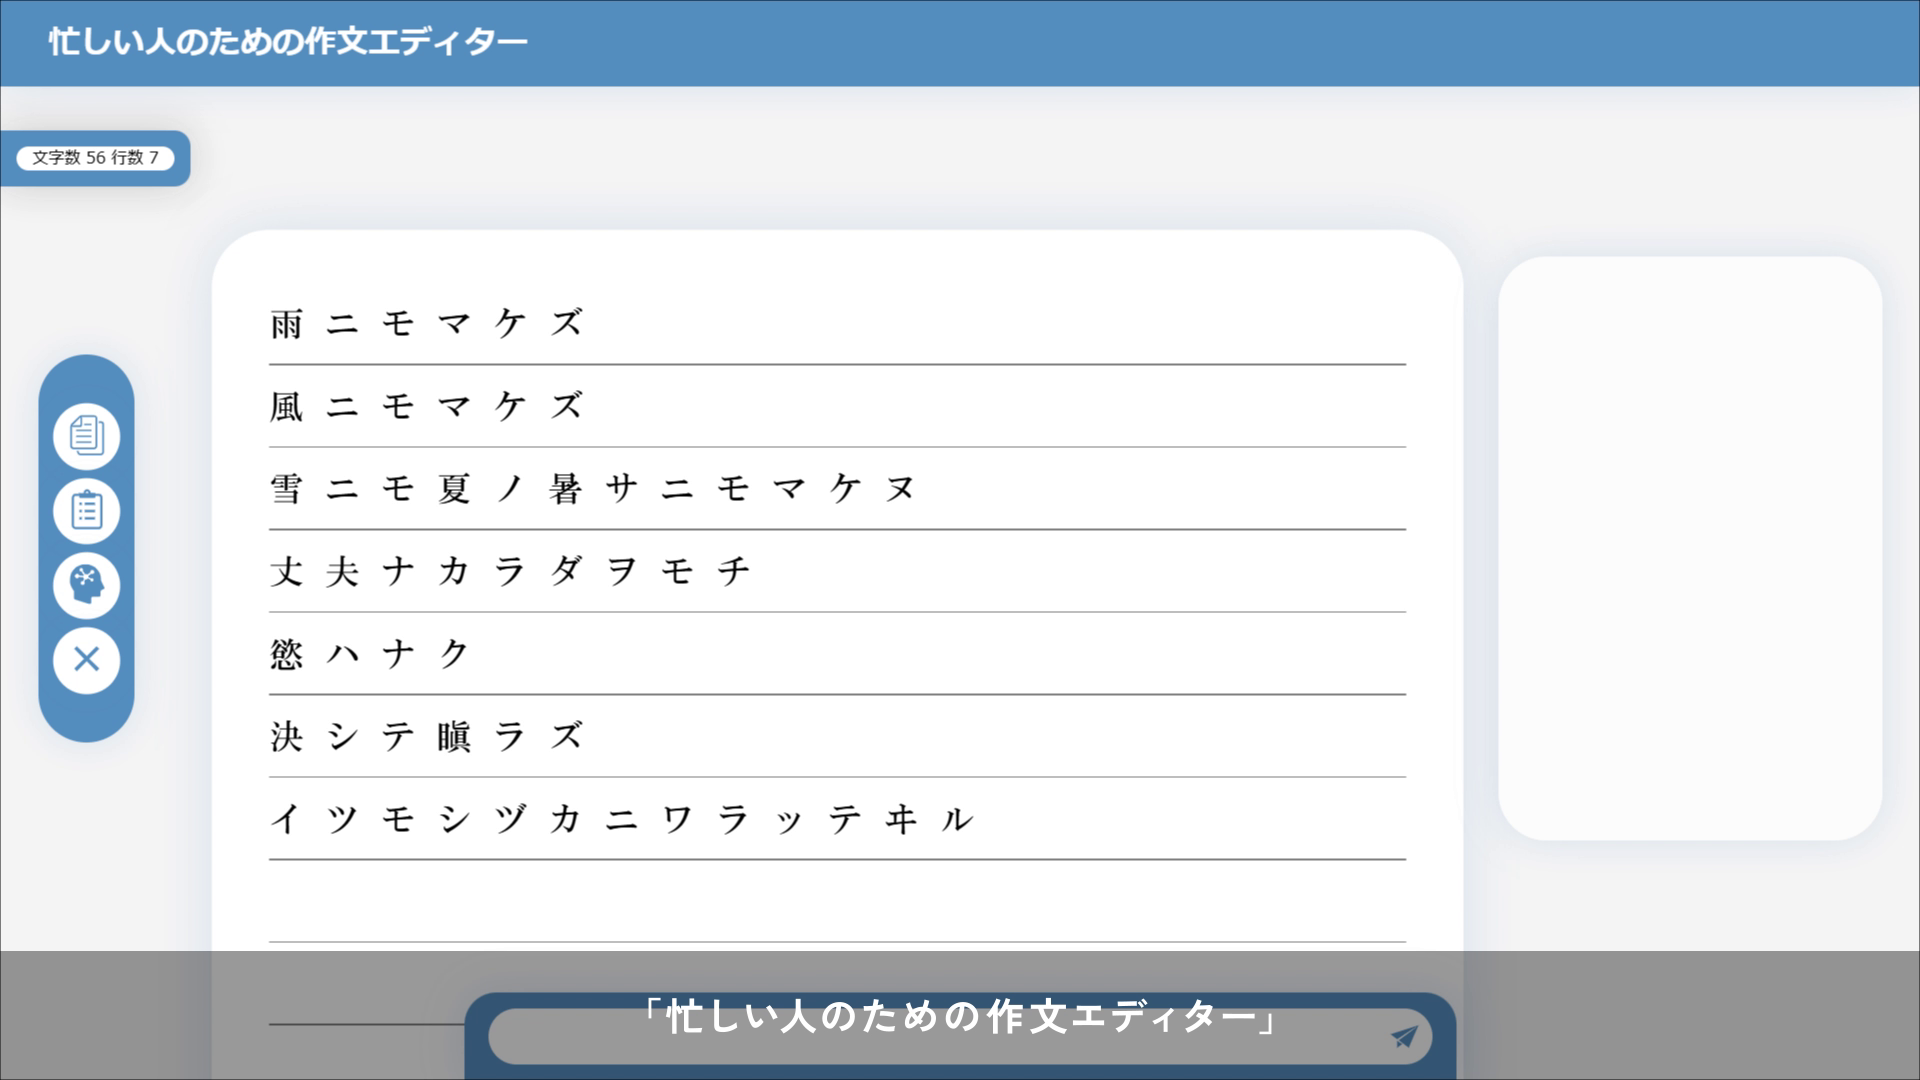 忙しい人のための作文エディター
文字数 56 行数 7
雨ニモマケズ
風ニモマケズ
雪ニモ夏ノ暑サニモマケヌ
丈夫ナカラダヲモチ
慾ハナク
決シテ瞋ラズ
イツモシヅカニワラッテヰル
「忙しい人のための作文エディター」